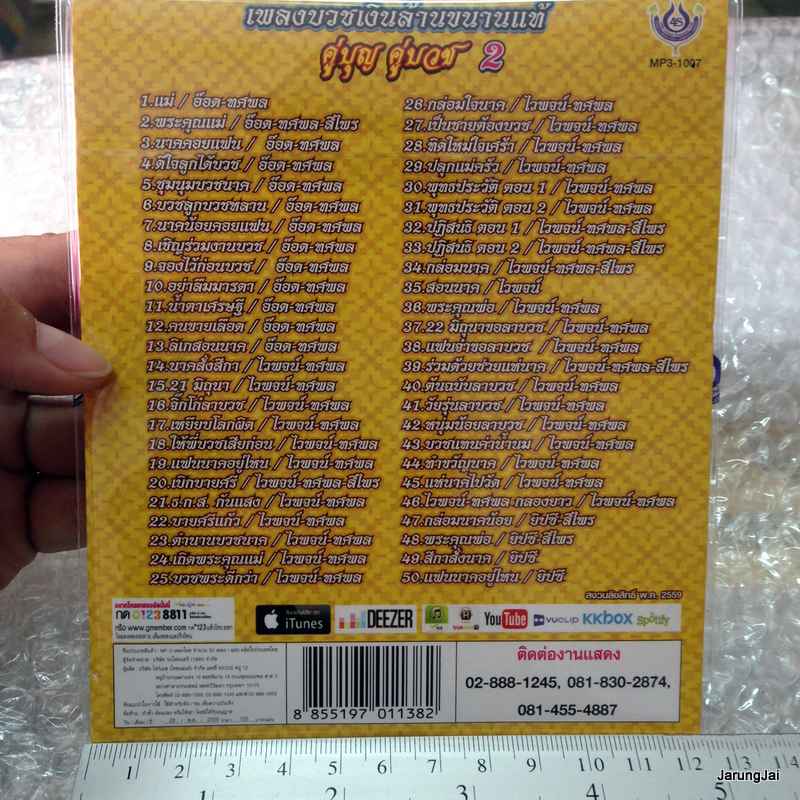 เพลงบวชเงินล้านขนานแท้
คู่บุญ คู่บวช 2
MP3-1007
1.แม่ / อ๊อด-ทศพล
2.พระคุณแม่ / อ๊อด-ทศพล-สีไพร
3.นาคคอยแฟน / อ๊อด-ทศพล
4.ดีใจลูกได้บวช / อ๊อด-ทศพล
5.ชุมนุมบวชนาค / อ๊อด-ทศพล
6.บวชลูกบวชหลาน / อ๊อด-ทศพล
7.นาคน้อยคอยแฟน / อ๊อด-ทศพล
8.เชิญร่วมงานบวช / อ๊อด-ทศพล
9.จองไว้ก่อนบวช / อ๊อด-ทศพล
10.อย่าลืมมารดา / อ๊อด-ทศพล
11.น้ำตาเศรษฐี / อ๊อด-ทศพล
12.คนขายเลือด / อ๊อด-ทศพล
13.ลิเกสอนนาค / อ๊อด-ทศพล
14.นาคสั่งสีกา / ไวพจน์-ทศพล
15.21 มิถุนา / ไวพจน์-ทศพล
16.จิ๊กโก๋ลาบวช / ไวพจน์-ทศพล
17.เหยียบโลกผิด / ไวพจน์-ทศพล
18.ให้พี่บวชเสียก่อน / ไวพจน์-ทศพล
19.แฟนนาคอยู่ไหน / ไวพจน์-ทศพล
20.เบิกบายศรี / ไวพจน์-ทศพล-สีไพร
21.ธ.ก.ส. กันแสง / ไวพจน์-ทศพล
22.บายศรีแก้ว / ไวพจน์-ทศพล
23.ตำนานบวชนาค / ไวพจน์-ทศพล
24.เถิดพระคุณแม่ / ไวพจน์-ทศพล
25.บวชพระดีกว่า / ไวพจน์-ทศพล
26.กล่อมใจนาค / ไวพจน์-ทศพล
27.เป็นชายต้องบวช / ไวพจน์-ทศพล
28.ทิดใหม่ใจเศร้า / ไวพจน์-ทศพล
29.ปลุกแม่ครัว / ไวพจน์-ทศพล
30.พุทธประวัติ ตอน 1 / ไวพจน์-ทศพล
31.พุทธประวัติ ตอน 2 / ไวพจน์-ทศพล
32.ปฏิสนธิ ตอน 1 / ไวพจน์-ทศพล-สีไพร
33.ปฏิสนธิ ตอน 2 / ไวพจน์-ทศพล-สีไพร
34.กล่อมนาค / ไวพจน์-ทศพล-สีไพร
35.สอนนาค / ไวพจน์
36.พระคุณพ่อ / ไวพจน์-ทศพล
37.22 มิถุนาขอลาบวช / ไวพจน์-ทศพล
38.แฟนจ๋าขอลาบวช / ไวพจน์-ทศพล
39.ร่วมด้วยช่วยแห่นาค / ไวพจน์-ทศพล-สีไพร
40.ต้นฉบับลาบวช / ไวพจน์-ทศพล
41.วัยรุ่นลาบวช / ไวพจน์-ทศพล
42.หนุ่มน้อยลาบวช / ไวพจน์-ทศพล
43.บวชแทนค่าน้ำนม / ไวพจน์-ทศพล
44.ทำขวัญนาค / ไวพจน์-ทศพล
45.แห่นาคไปวัด / ไวพจน์-ทศพล
46.ไวพจน์-ทศพล กลองยาว / ไวพจน์-ทศพล
47.กล่อมนาคน้อย / ยิปซี-สีไพร
48.พระคุณพ่อ / ยิปซี-สีไพร
49.สีกาสั่งนาค / ยิปซี
50.แฟนนาคอยู่ไหน / ยิปซี
สงวนลิขสิทธิ์ พ.ค. 2559
กด *123 8811
หรือ www.gmember.com
iTunes
DEEZER
YouTube
VUCLIP
KKBOX
Spotify
8 855197 011382
ติดต่องานแสดง
02-888-1245, 081-830-2874,
081-455-4887
1 2 3 4 5 6 7 8 9 10 11 12 13
3 4 5
JarungJai